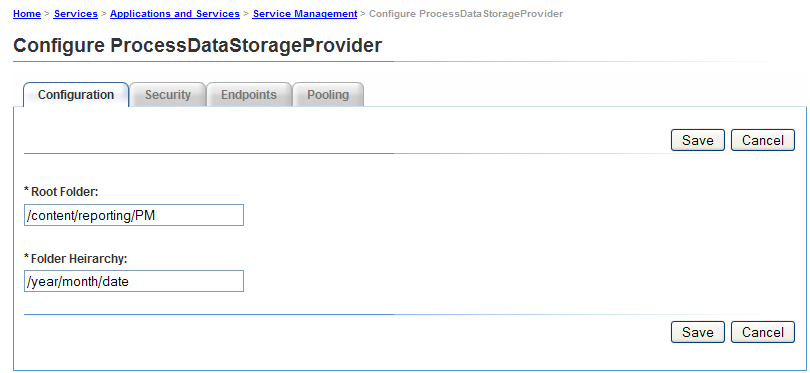 Home > Services > Applications and Services > Service Management > Configure ProcessDataStorageProvider
Configure ProcessDataStorageProvider
Configuration Security Endpoints Pooling
Save Cancel
* Root Folder:
/content/reporting/PM
* Folder Heirarchy:
/year/month/date
Save Cancel